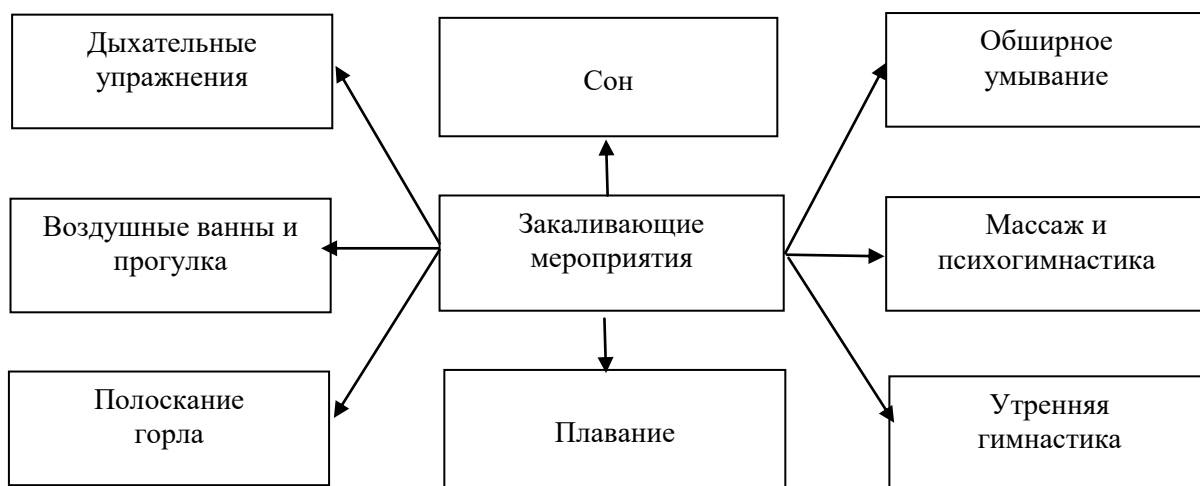 Дыхательные
упражнения
Сон
Обширное
умывание
Воздушные ванны и
прогулка
Закаливающие
мероприятия
Массаж и
психогимнастика
Полоскание
горла
Плавание
Утренняя
гимнастика